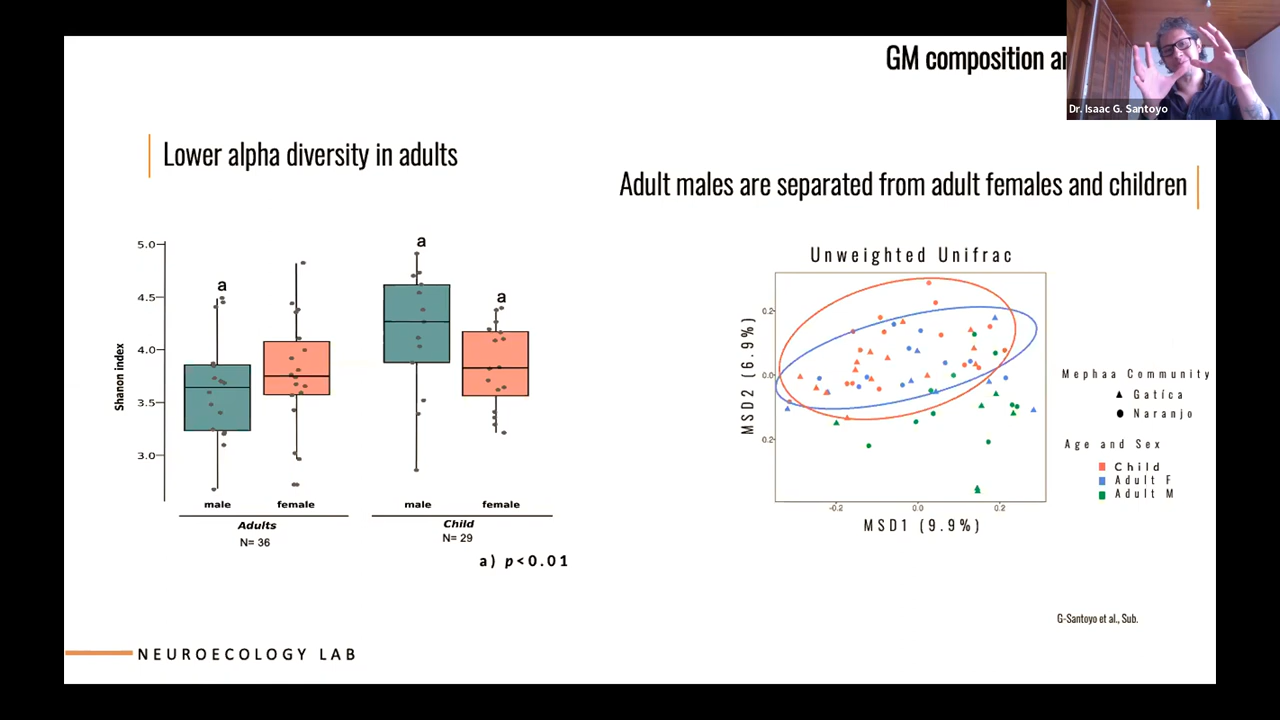 GM composition
Dr. Isaac G. Santoyo
Lower alpha diversity in adults
Adult males are separated from adult females and children
a
a
a
5.0
4.5
4.0
3.5
3.0
Shannon index
male
female
male
female
Adults
Child
N= 36
N= 29
a) p<0.01
Unweighted Unifrac
0.2
0.0
0.2
MSD2 (6.9%)
-0.2
0.0
0.2
MSD1 (9.9%)
Mephaa Community
Gatíca
Naranjo
Age and Sex
Child
Adult F
Adult M
G-Santoyo et al., Sub.
NEUROECOLOGY LAB